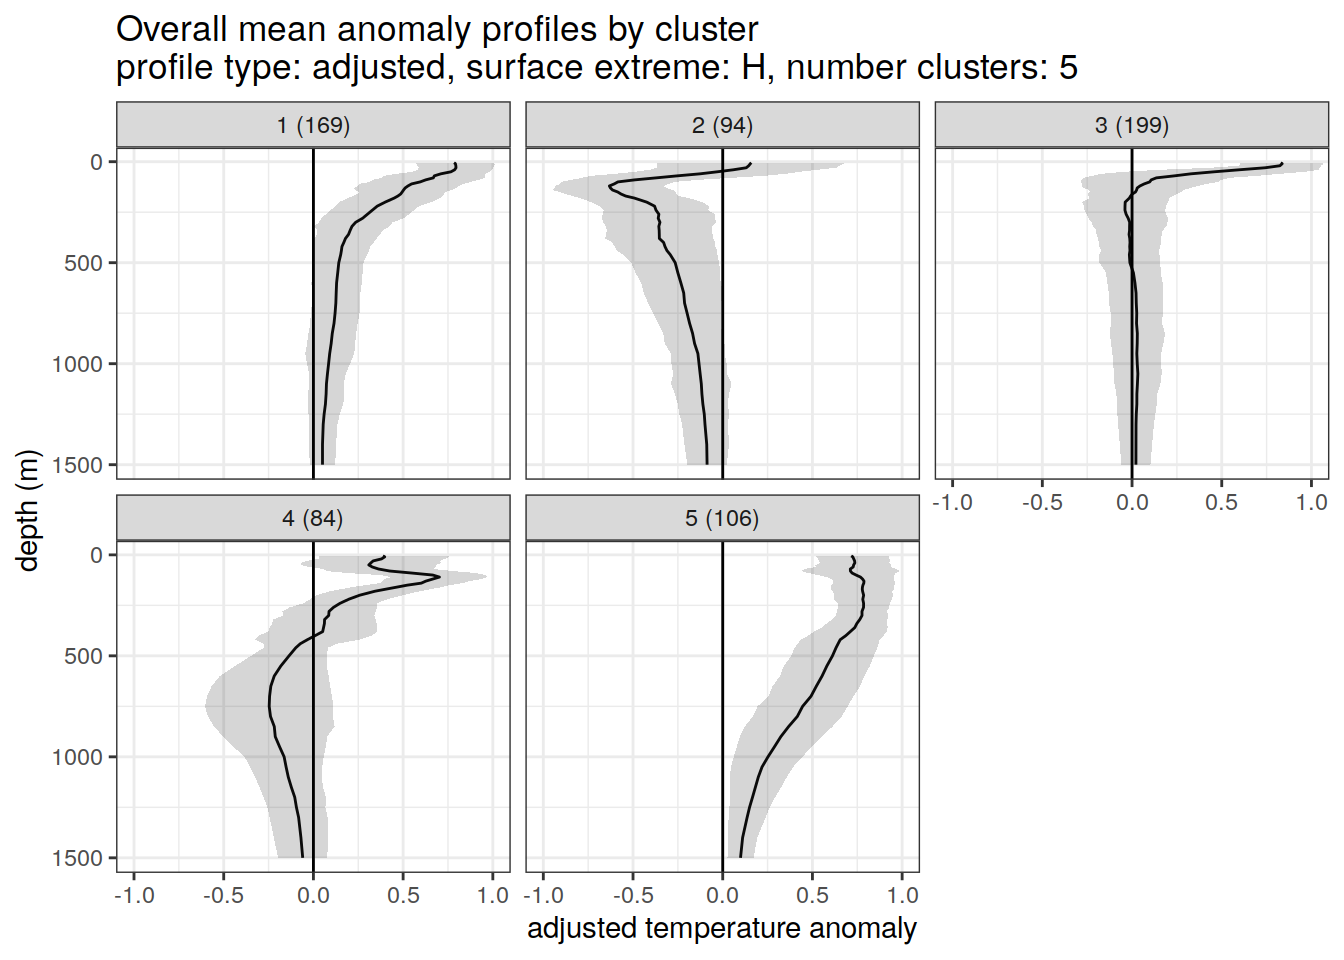 Overall mean anomaly profiles by cluster
profile type: adjusted, surface extreme: H, number clusters: 5
1 (169)
2 (94)
3 (199)
0
500
1000
1500
-1.0 -0.5 0.0 0.5 1.0
4 (84)
5 (106)
0
500
1000
1500
-1.0 -0.5 0.0 0.5 1.0
-1.0 -0.5 0.0 0.5 1.0
depth (m)
adjusted temperature anomaly